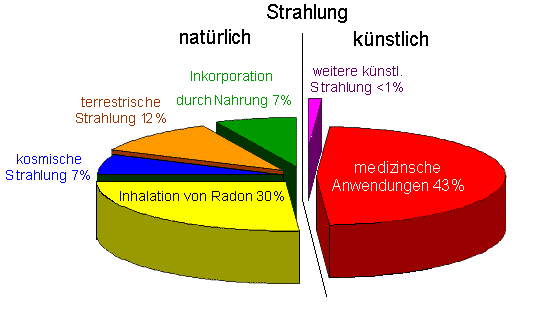 Strahlung
natürlich
künstlich
Inkorporation
durch Nahrung 7%
weitere künstl.
Strahlung <1%
terrestrische
Strahlung 12%
kosmische
Strahlung 7%
Inhalation von Radon 30%
medizinsche
Anwendungen 43%